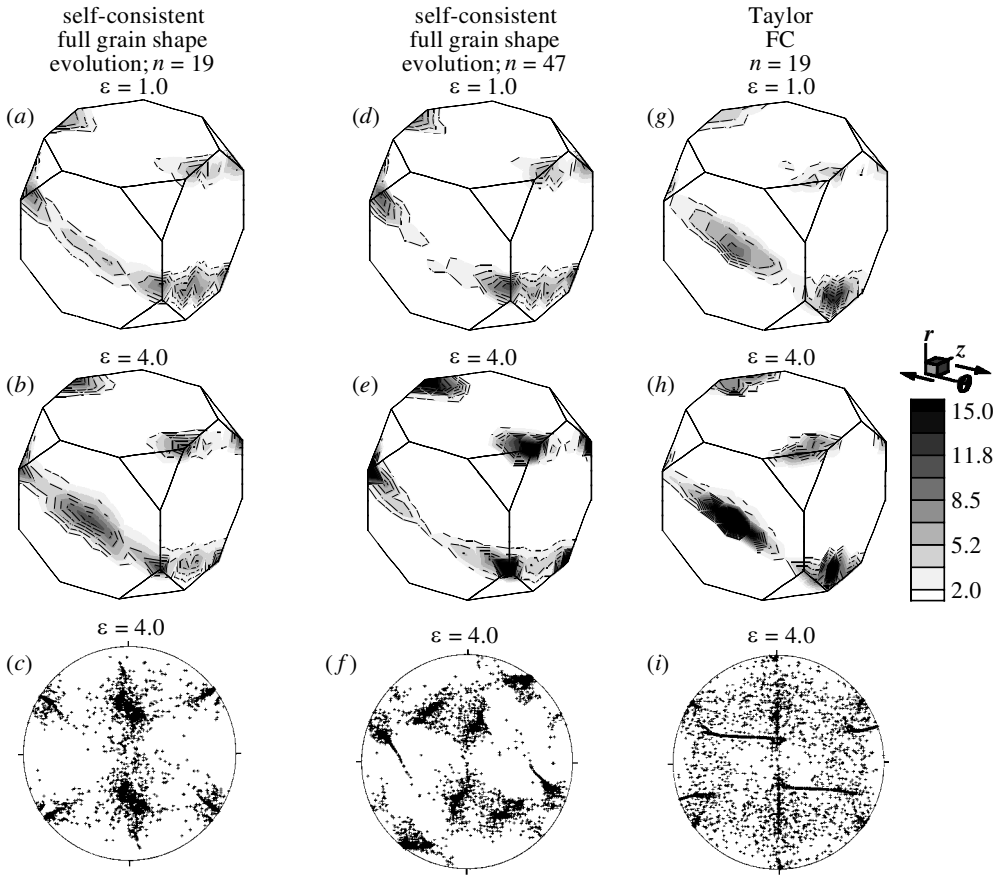 self-consistent
full grain shape
evolution; n = 19
ε = 1.0
self-consistent
full grain shape
evolution; n = 47
ε = 1.0
Taylor
FC
n = 19
ε = 1.0
(a)
(d)
(g)
ε = 4.0
ε = 4.0
ε = 4.0
(b)
(e)
(h)
r
z
θ
15.0
11.8
8.5
5.2
2.0
ε = 4.0
ε = 4.0
ε = 4.0
(c)
(f)
(i)